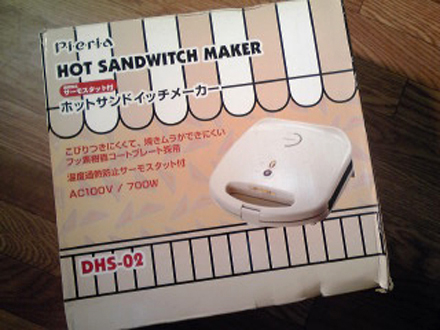 Pieria
HOT SANDWITCH MAKER
サーモスタット付
ホットサンドイッチメーカー
こびりつきにくくて、焼きムラができにくい
フッ素樹脂コートプレート採用
温度過熱防止サーモスタット付
AC100V / 700W
DHS-02